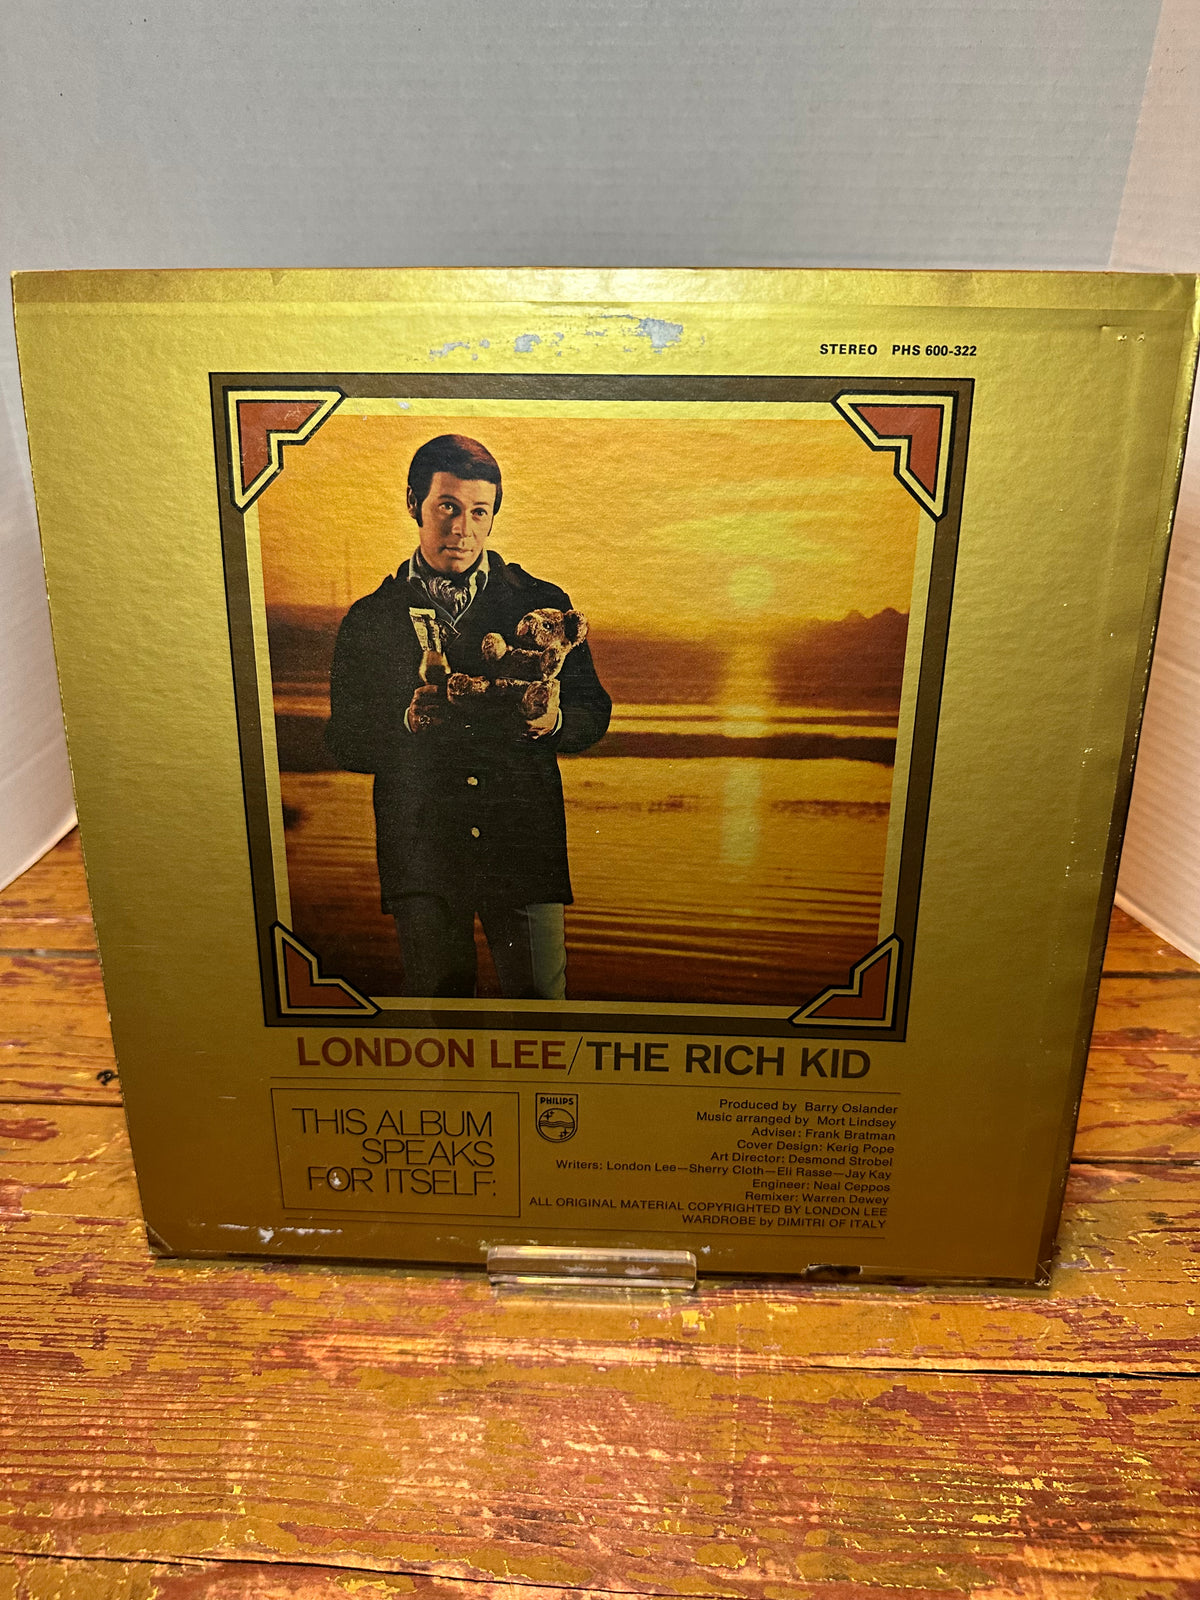 STEREO PHS 600-322
LONDON LEE/THE RICH KID
THIS ALBUM
SPEAKS
FOR ITSELF:
PHILIPS
Produced by Barry Oslander
Music arranged by Mort Lindsey
Adviser: Frank Bratman
Cover Design: Kerig Pope
Art Director: Desmond Strobel
Writers: London Lee—Sherry Cloth—Eli Rasse—Jay Kay
Engineer: Neal Ceppos
Remixer: Warren Dewey
ALL ORIGINAL MATERIAL COPYRIGHTED BY LONDON LEE
WARDROBE by DIMITRI OF ITALY